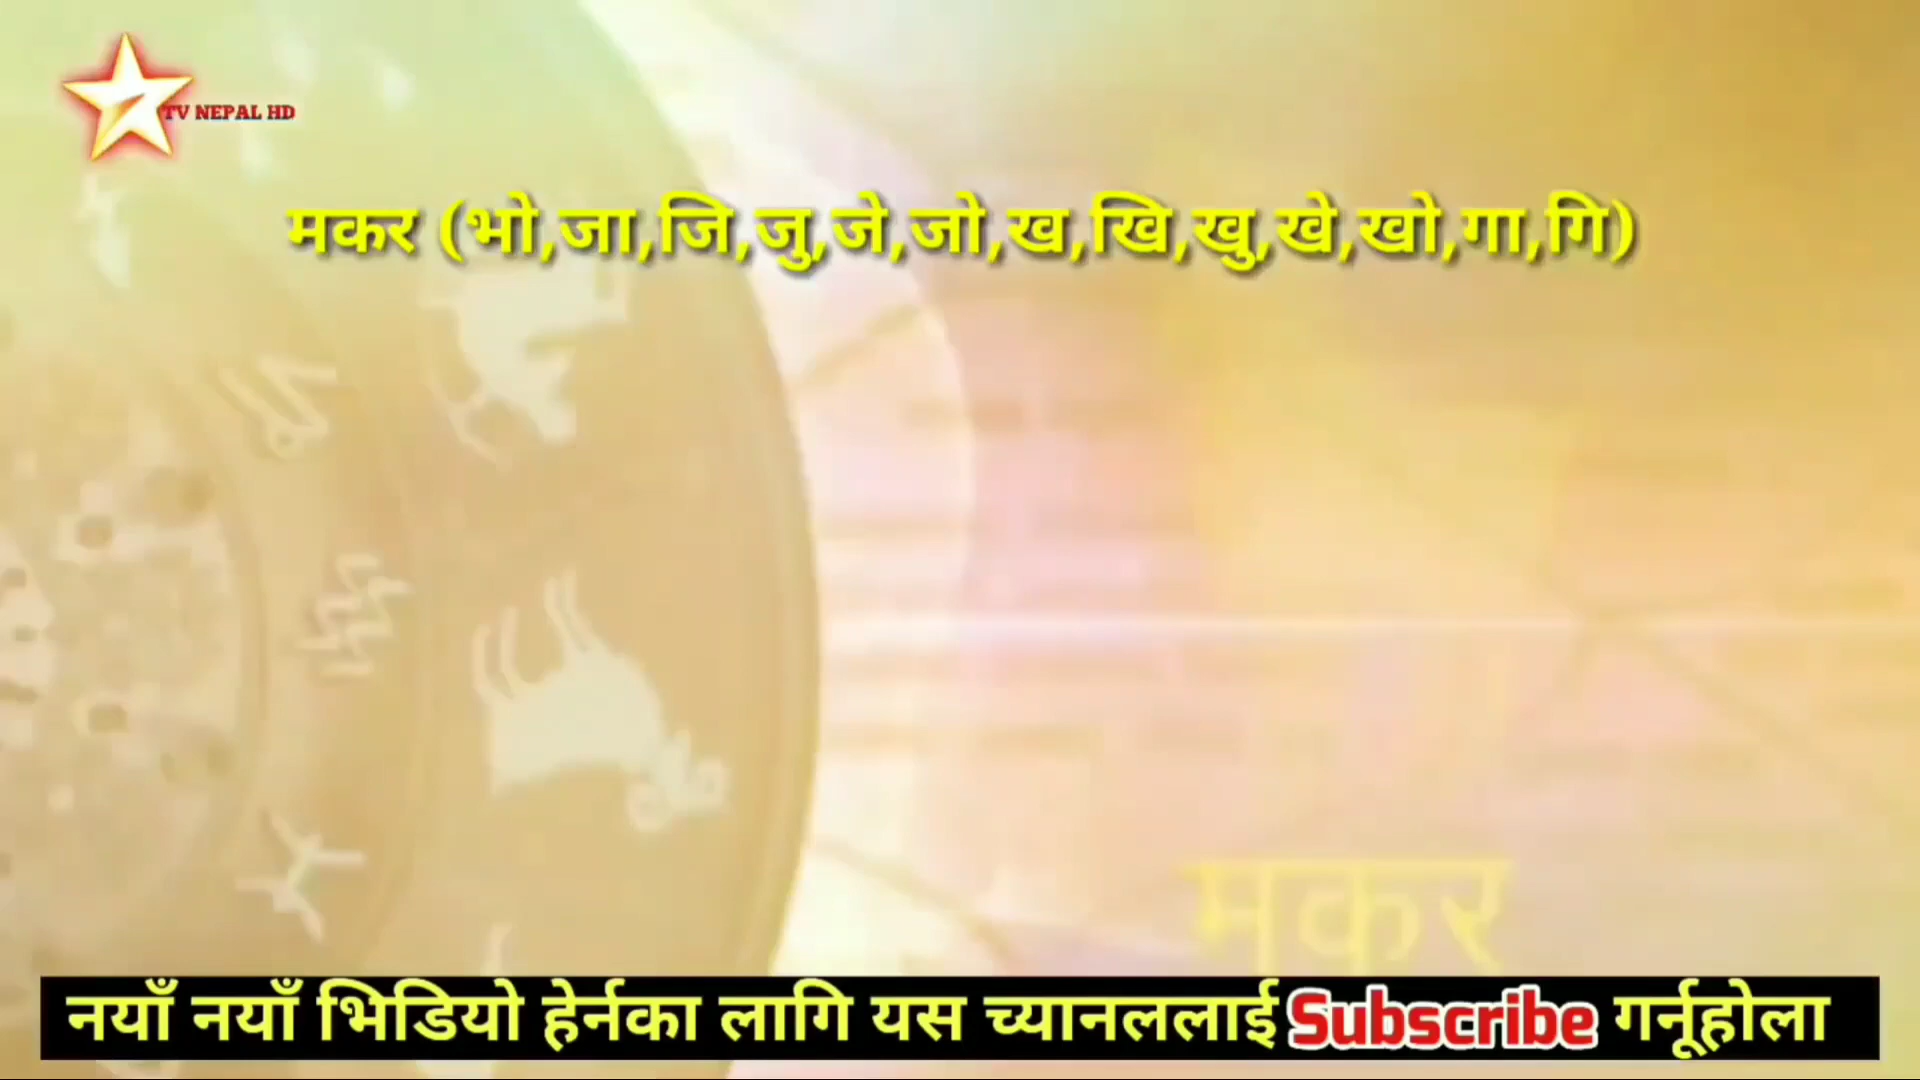 TV NEPAL HD
मकर (भो,जा,जि,जु,जे,जो,ख,खि,खु,खे,खो,गा,गि)
मकर
नयाँ नयाँ भिडियो हेर्नका लागि यस च्यानललाई Subscribe गर्नूहोला